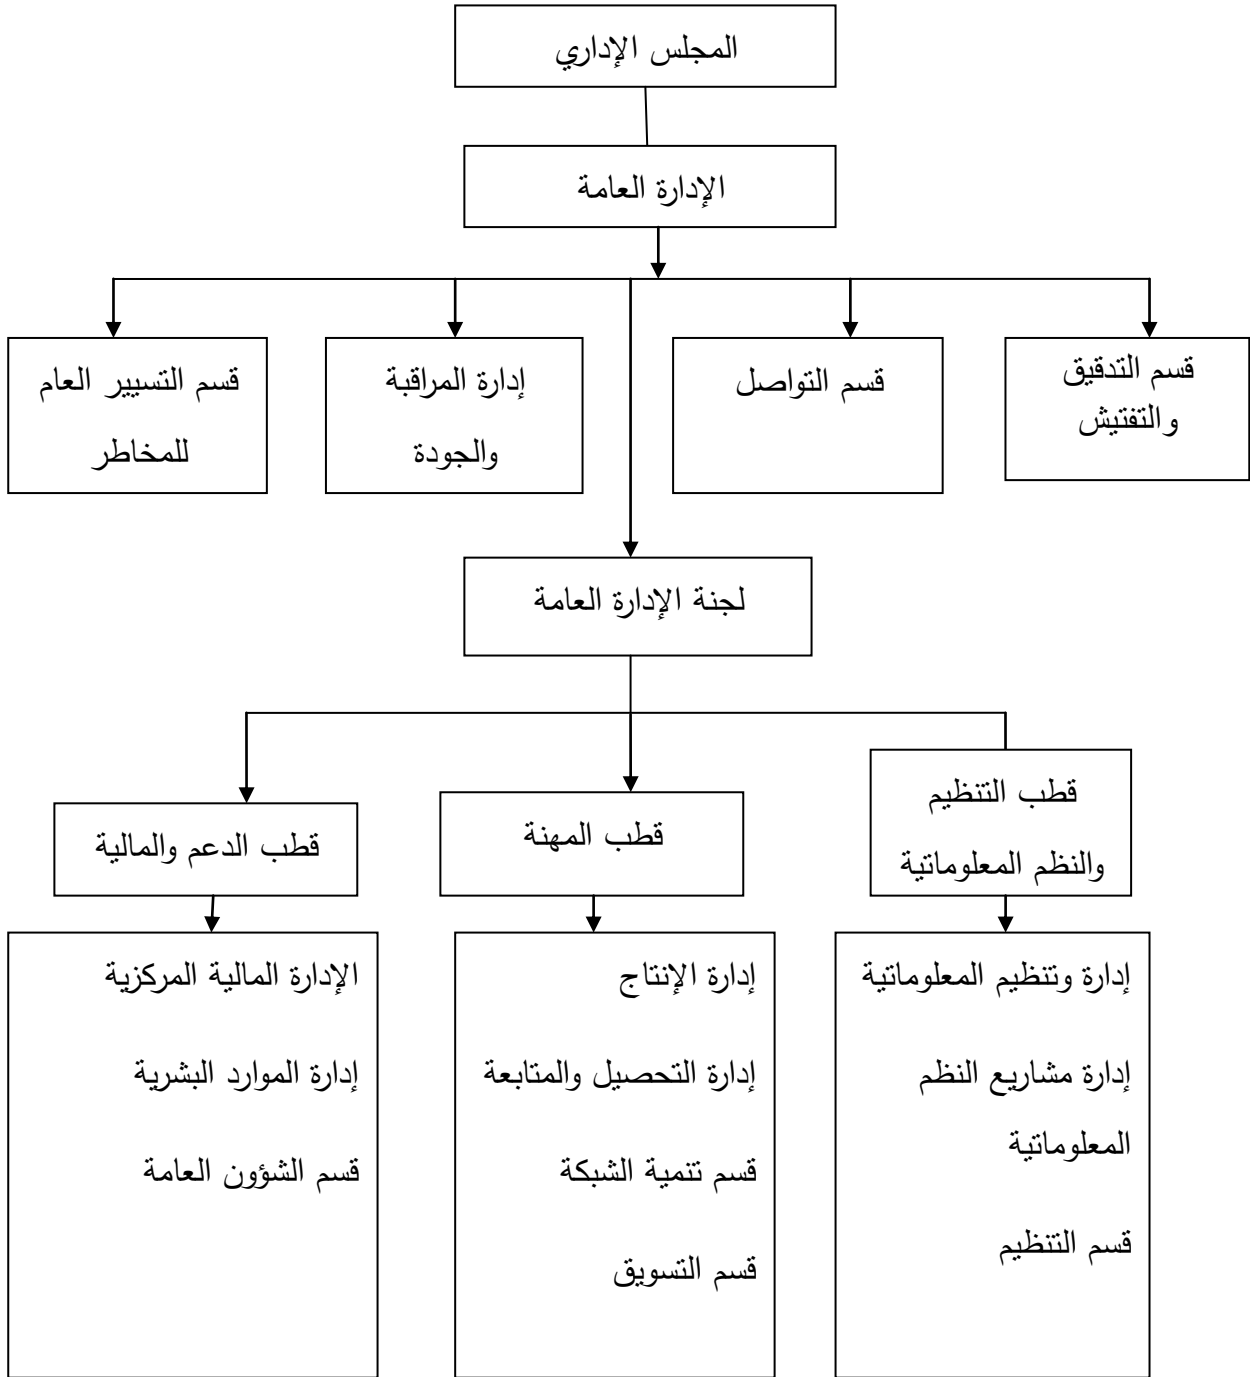 المجلس الإداري
الإدارة العامة
قسم التدقيق
والتفتيش
قسم التواصل
إدارة المراقبة
والجودة
قسم التسيير العام
للمخاطر
لجنة الإدارة العامة
قطب التنظيم
والنظم المعلوماتية
قطب المهنة
قطب الدعم والمالية
إدارة وتنظيم المعلوماتية
إدارة مشاريع النظم
المعلوماتية
قسم التنظيم
إدارة الإنتاج
إدارة التحصيل والمتابعة
قسم تنمية الشبكة
قسم التسويق
الإدارة المالية المركزية
إدارة الموارد البشرية
قسم الشؤون العامة